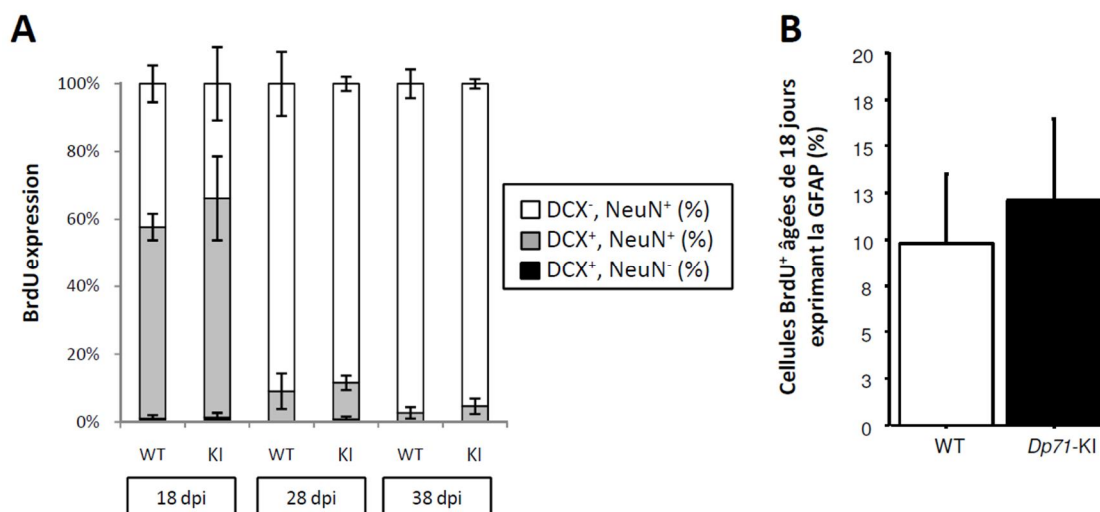 A
BrdU expression
100%
80%
60%
40%
20%
0%
WT
KI
WT
KI
WT
KI
18 dpi
28 dpi
38 dpi
DCX⁻, NeuN⁺ (%)
DCX⁺, NeuN⁺ (%)
DCX⁺, NeuN⁻ (%)
B
Cellules BrdU⁺ âgées de 18 jours
exprimant la GFAP (%)
20
18
15
13
10
8
5
3
0
WT
Dp71-KI